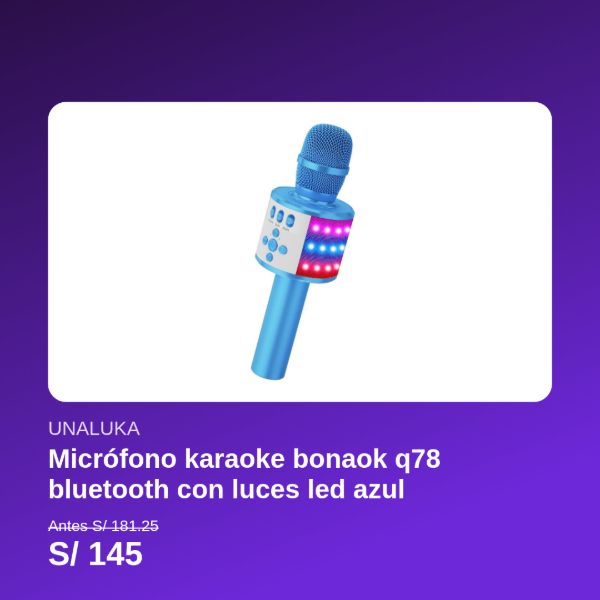 UNALUKA
Micrófono karaoke bonaok q78
bluetooth con luces led azul
Antes S/ 181.25
S/ 145